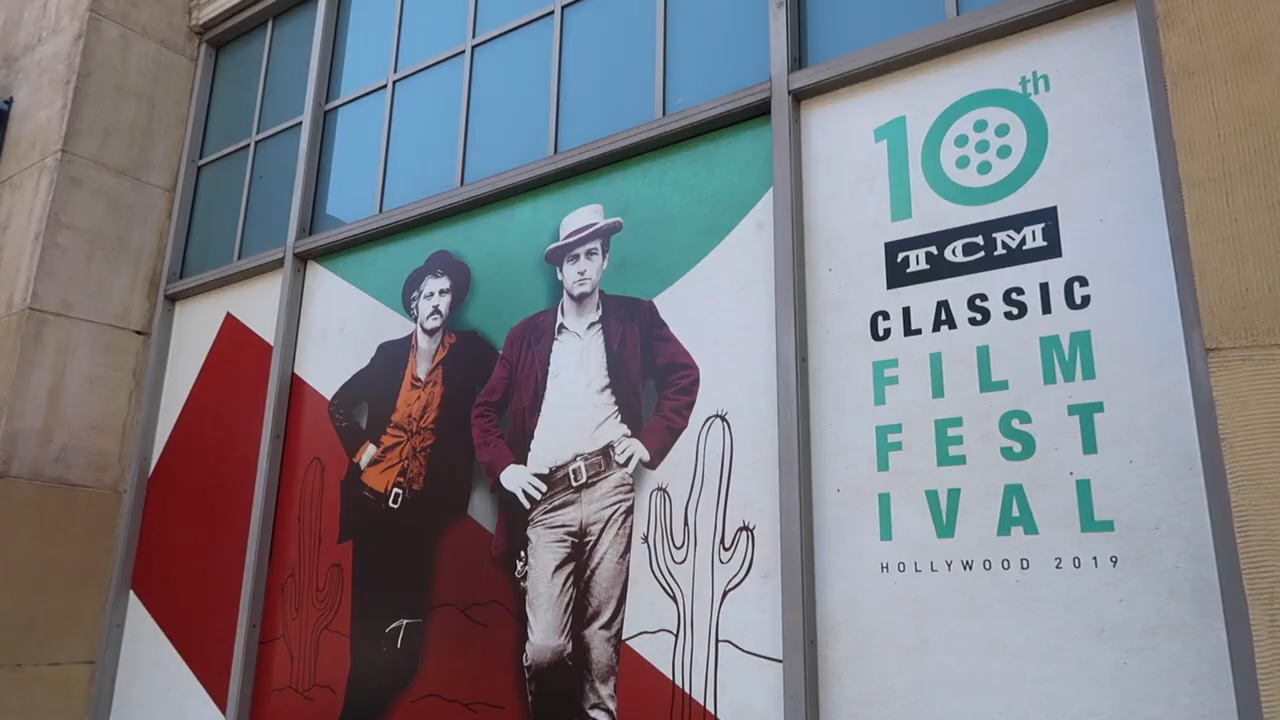 10th
TCM
CLASSIC
FILM
FEST
IVAL
HOLLYWOOD 2019